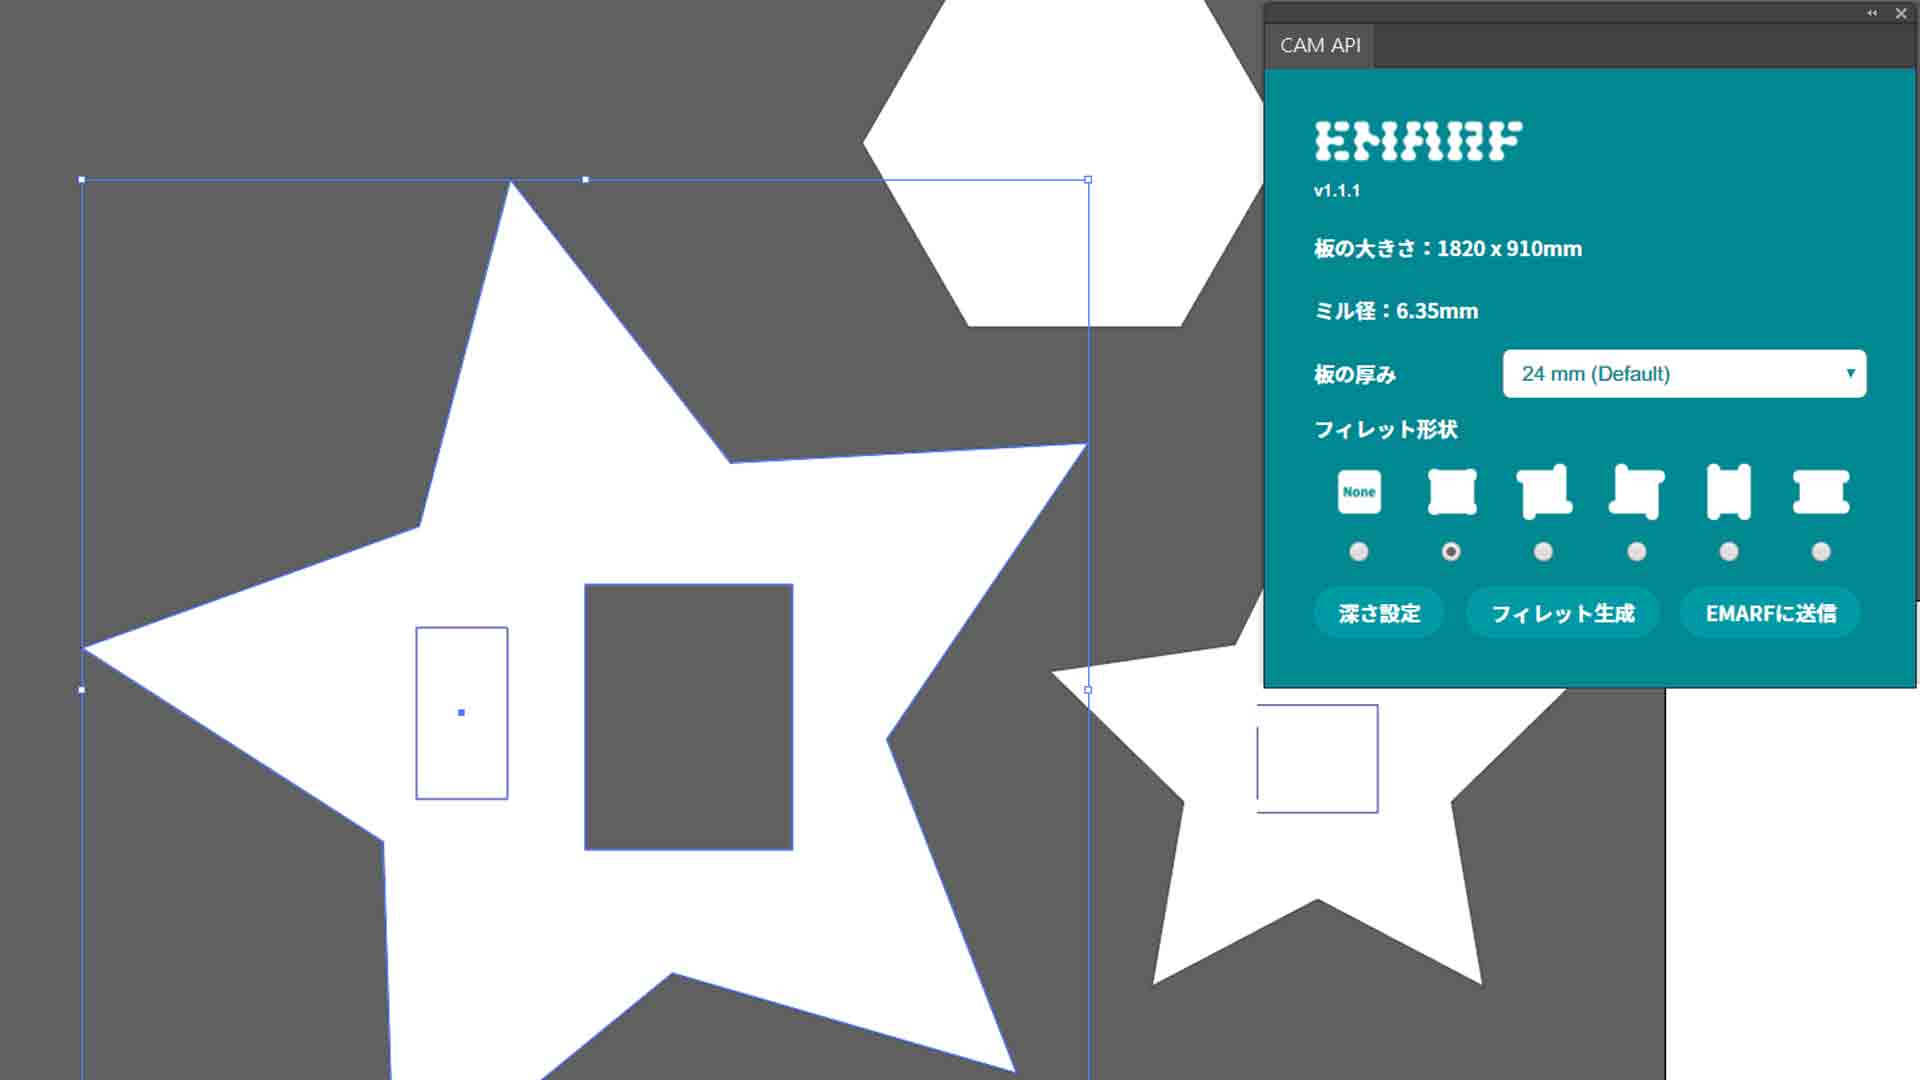 CAM API
EMARF
v1.1.1
板の大きさ：1820 x 910mm
ミル径：6.35mm
板の厚み
24 mm (Default)
フィレット形状
None
深さ設定 フィレット生成 EMARFに送信